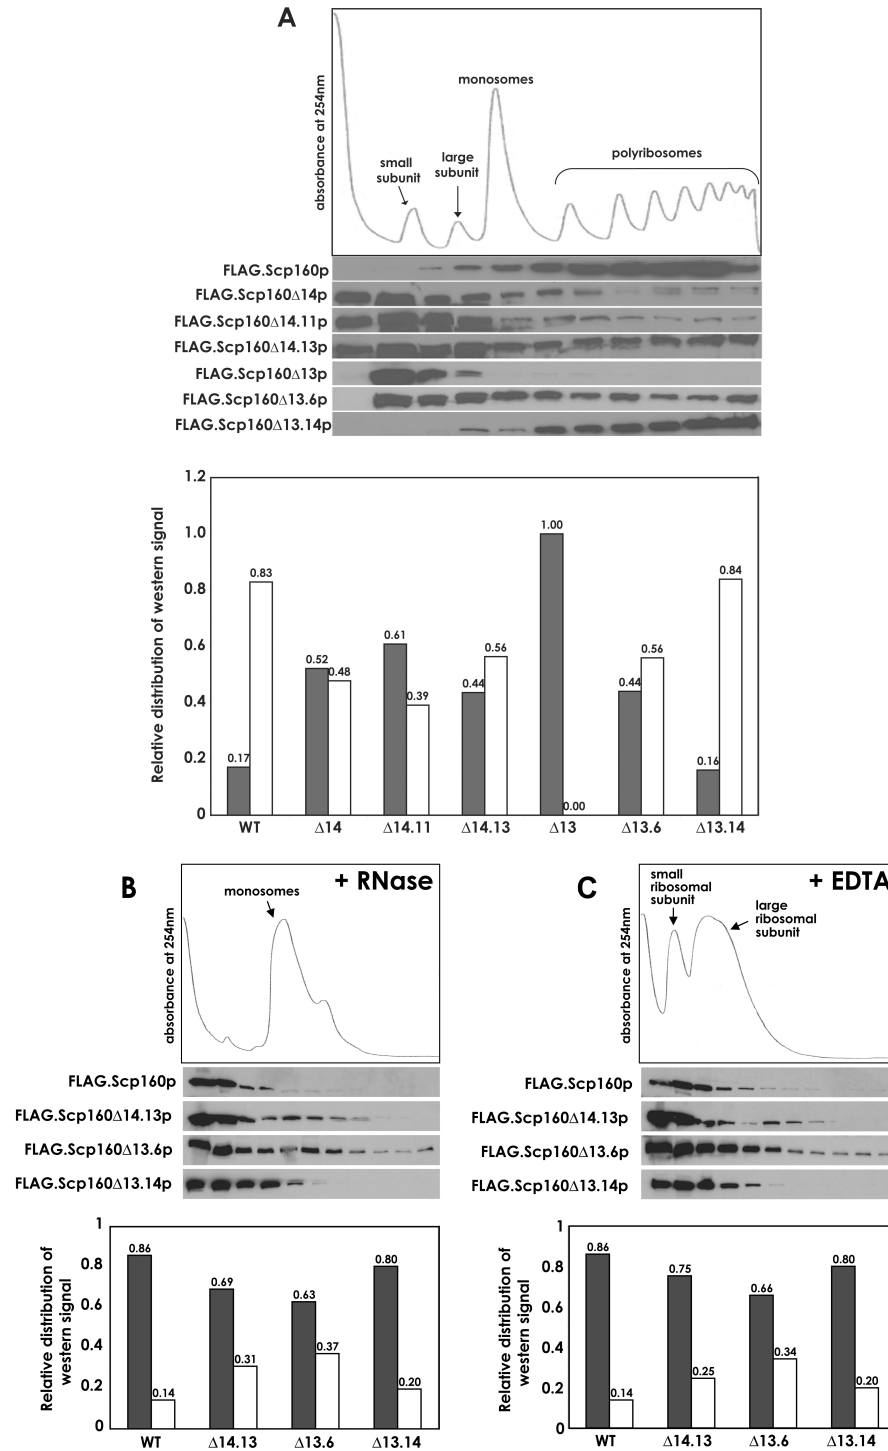 A
absorbance at 254nm
monosomes
small
subunit
large
subunit
polyribosomes
FLAG.Scp160p
FLAG.Scp160Δ14p
FLAG.Scp160Δ14.11p
FLAG.Scp160Δ14.13p
FLAG.Scp160Δ13p
FLAG.Scp160Δ13.6p
FLAG.Scp160Δ13.14p
Relative distribution of western signal
1.2
1.0
0.8
0.6
0.4
0.2
0
0.17
0.83
0.52
0.48
0.61
0.39
0.44
0.56
1.00
0.00
0.44
0.56
0.16
0.84
WT
Δ14
Δ14.11
Δ14.13
Δ13
Δ13.6
Δ13.14
B
+ RNase
absorbance at 254nm
monosomes
FLAG.Scp160p
FLAG.Scp160Δ14.13p
FLAG.Scp160Δ13.6p
FLAG.Scp160Δ13.14p
Relative distribution of
western signal
1
0.8
0.6
0.4
0.2
0
0.86
0.14
0.69
0.31
0.63
0.37
0.80
0.20
WT
Δ14.13
Δ13.6
Δ13.14
C
+ EDTA
absorbance at 254nm
small
ribosomal
subunit
large
ribosomal
subunit
FLAG.Scp160p
FLAG.Scp160Δ14.13p
FLAG.Scp160Δ13.6p
FLAG.Scp160Δ13.14p
Relative distribution of
western signal
1
0.8
0.6
0.4
0.2
0
0.86
0.14
0.75
0.25
0.66
0.34
0.80
0.20
WT
Δ14.13
Δ13.6
Δ13.14